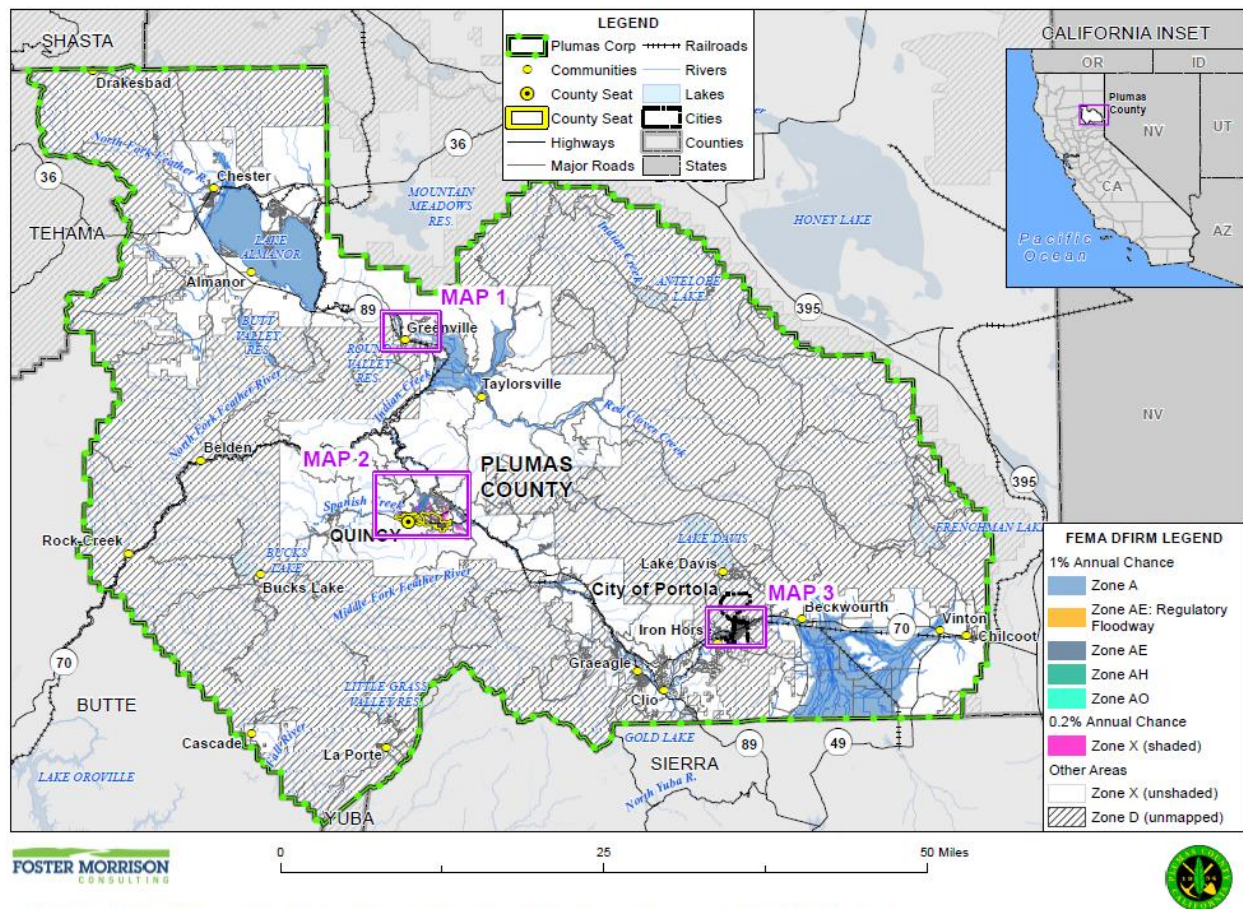 LEGEND
Plumas Corp
Railroads
Communities
Rivers
County Seat
Lakes
County Seat
Cities
Highways
Counties
Major Roads
States
CALIFORNIA INSET
OR
ID
Plumas
County
NV
UT
CA
AZ
Pacific
Ocean
SHASTA
Drakesbad
North Fork Feather R.
36
36
Chester
MOUNTAIN
MEADOWS
RES.
HONEY LAKE
TEHAMA
LAKE
ALMANOR
Almanor
Indian Creek
ANTELOPE
LAKE
395
89
MAP 1
Greenville
BUTT
VALLEY
RES.
ROUND
VALLEY
RES.
Taylorsville
NV
North Fork Feather River
Indian Creek
Red Clover Creek
Belden
MAP 2
PLUMAS
COUNTY
395
Spanish Creek
QUINCY
FRENCHMAN LAKE
Rock Creek
BUCKS
LAKE
Bucks Lake
LAKE DAVIS
Lake Davis
Middle Fork Feather River
City of Portola
MAP 3
Beckwourth
Iron Hors
70
Vinton
Chilcoot
Graeagle
Clio
70
BUTTE
LITTLE GRASS
VALLEY RES.
Cascade
Fall River
La Porte
GOLD LAKE
89
49
SIERRA
LAKE OROVILLE
North Yuba R.
YUBA
FEMA DFIRM LEGEND
1% Annual Chance
Zone A
Zone AE: Regulatory
Floodway
Zone AE
Zone AH
Zone AO
0.2% Annual Chance
Zone X (shaded)
Other Areas
Zone X (unshaded)
Zone D (unmapped)
FOSTER MORRISON
CONSULTING
0
25
50 Miles
PLUMAS COUNTY
CALIFORNIA